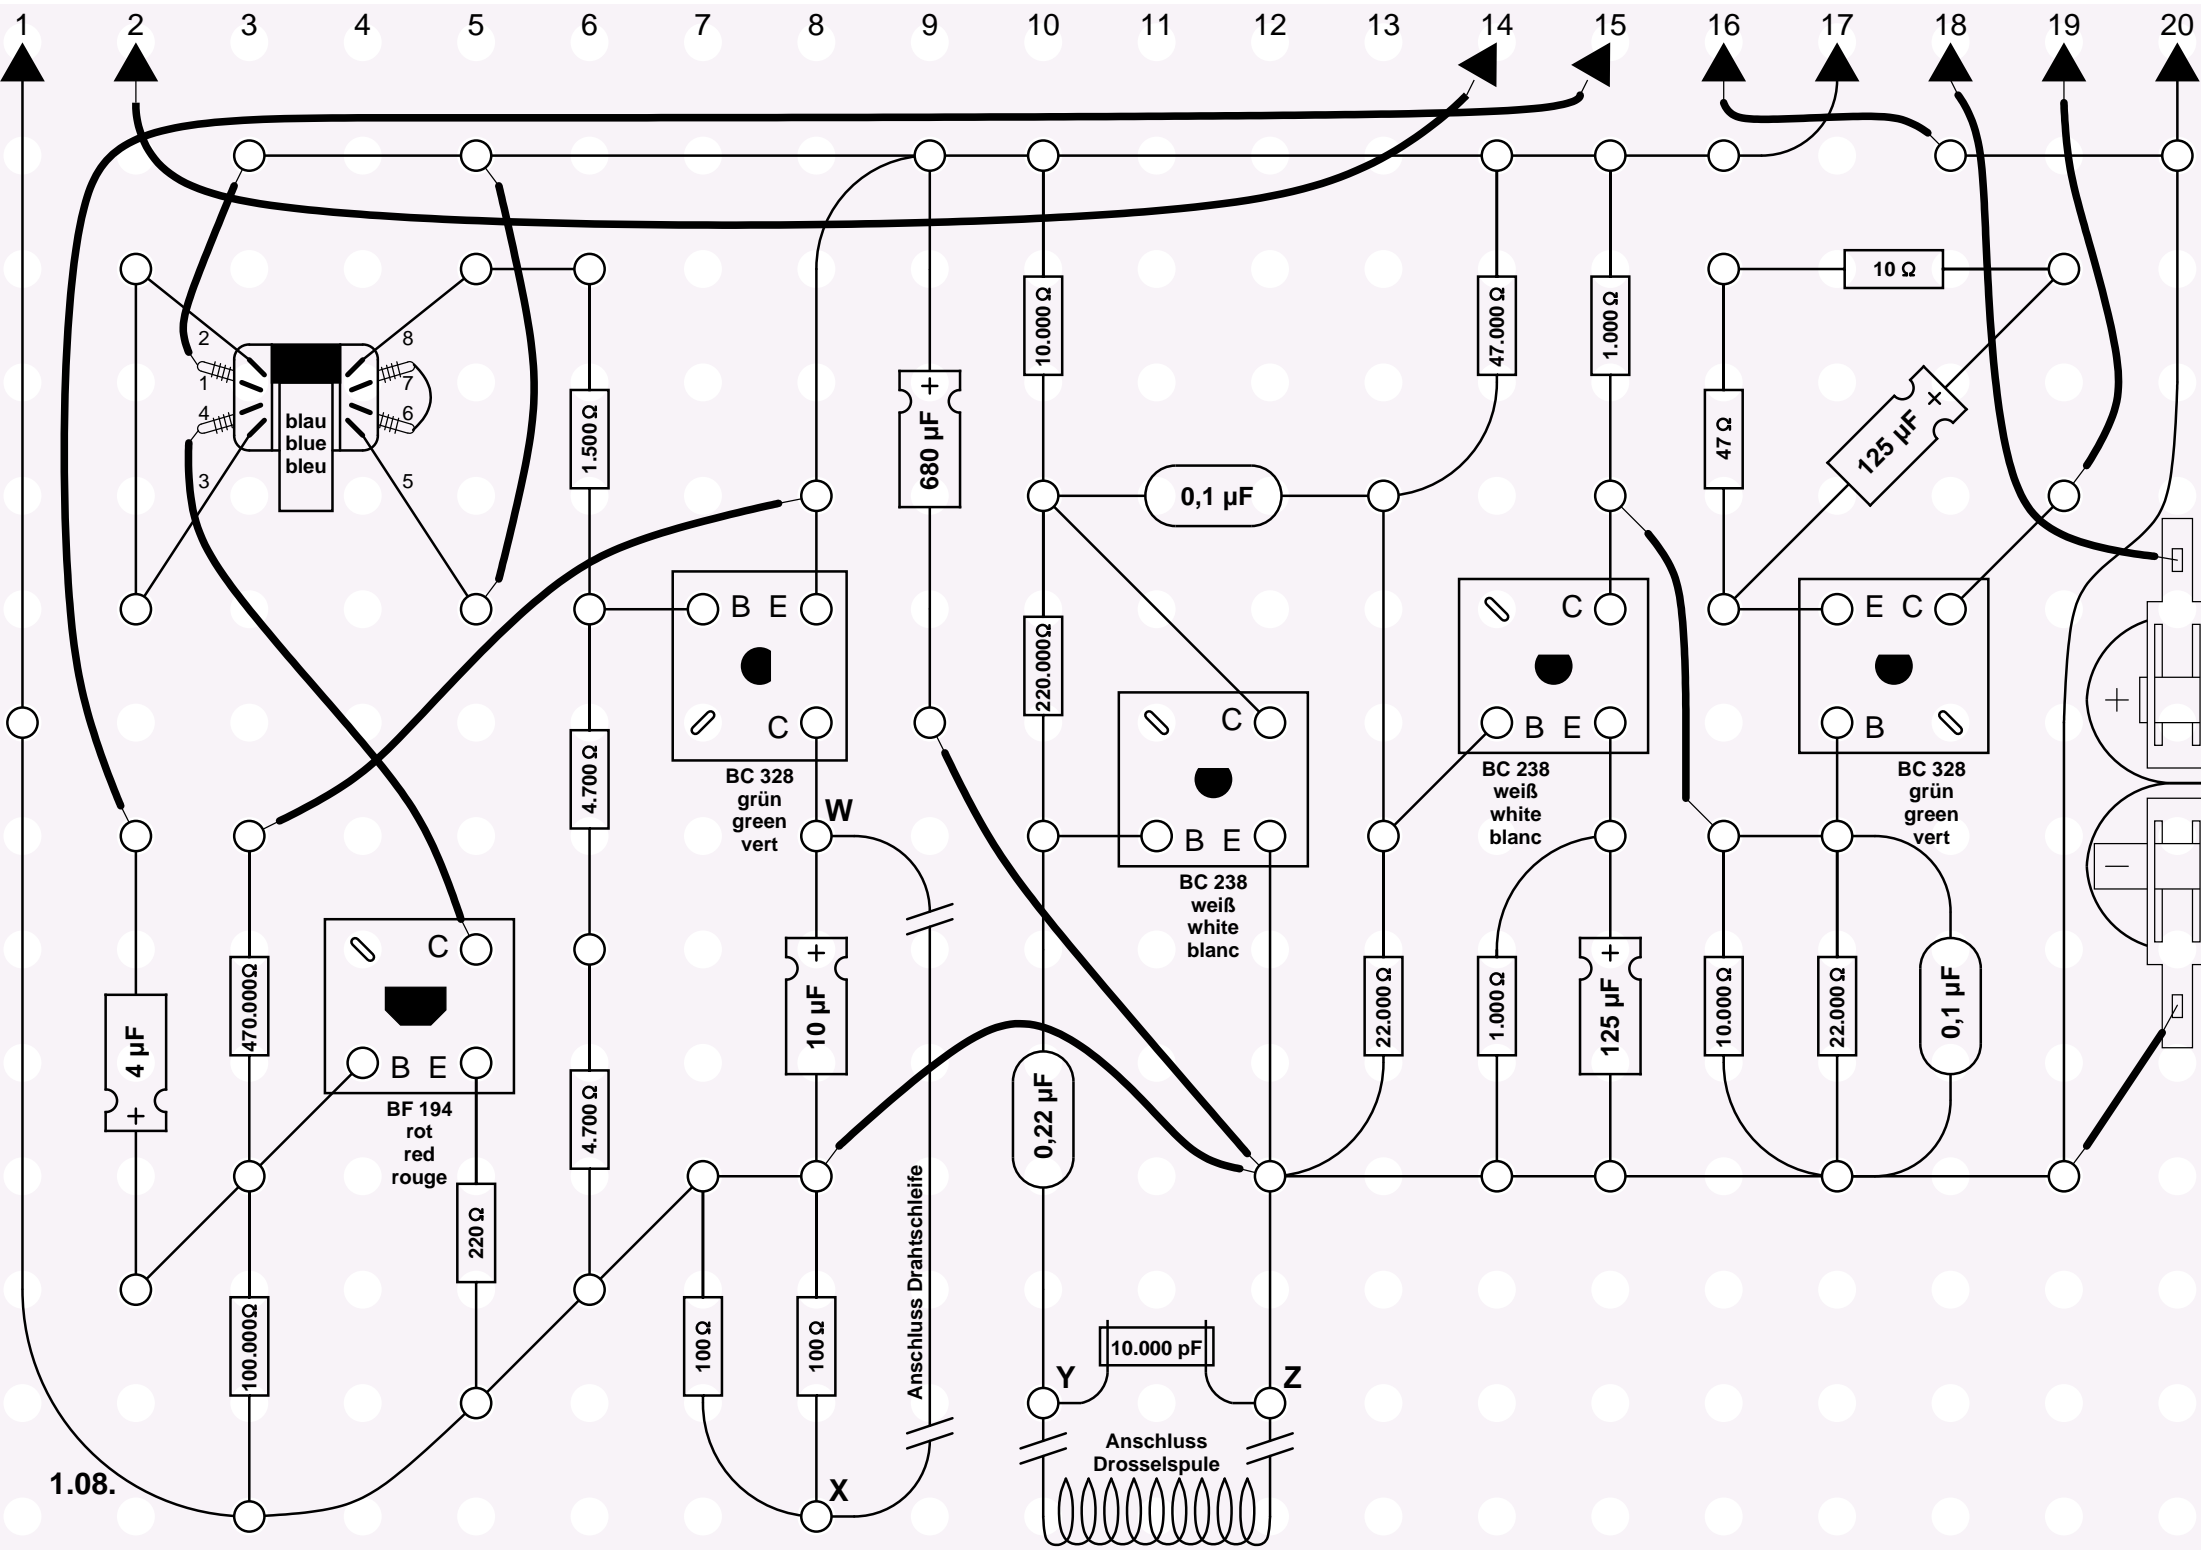 1 2 3 4 5 6 7 8 9 10 11 12 13 14 15 16 17 18 19 20
2
8
1
7
4
6
3
5
blau
blue
bleu
1.500 Ω
680 µF
+
10.000 Ω
47.000 Ω
1.000 Ω
10 Ω
47 Ω
125 µF
+
0,1 µF
220.000Ω
B E
C
BC 328
grün
green
vert
W
4.700 Ω
C
B E
BC 238
weiß
white
blanc
C
B E
BC 238
weiß
white
blanc
E C
B
BC 328
grün
green
vert
+
−
4 µF
+
470.000Ω
C
B E
BF 194
rot
red
rouge
4.700 Ω
+
10 µF
0,22 µF
22.000 Ω
1.000 Ω
+
125 µF
10.000 Ω
22.000 Ω
0,1 µF
220 Ω
100.000Ω
100 Ω
100 Ω
Anschluss Drahtschleife
10.000 pF
Y
Z
Anschluss
Drosselspule
X
1.08.